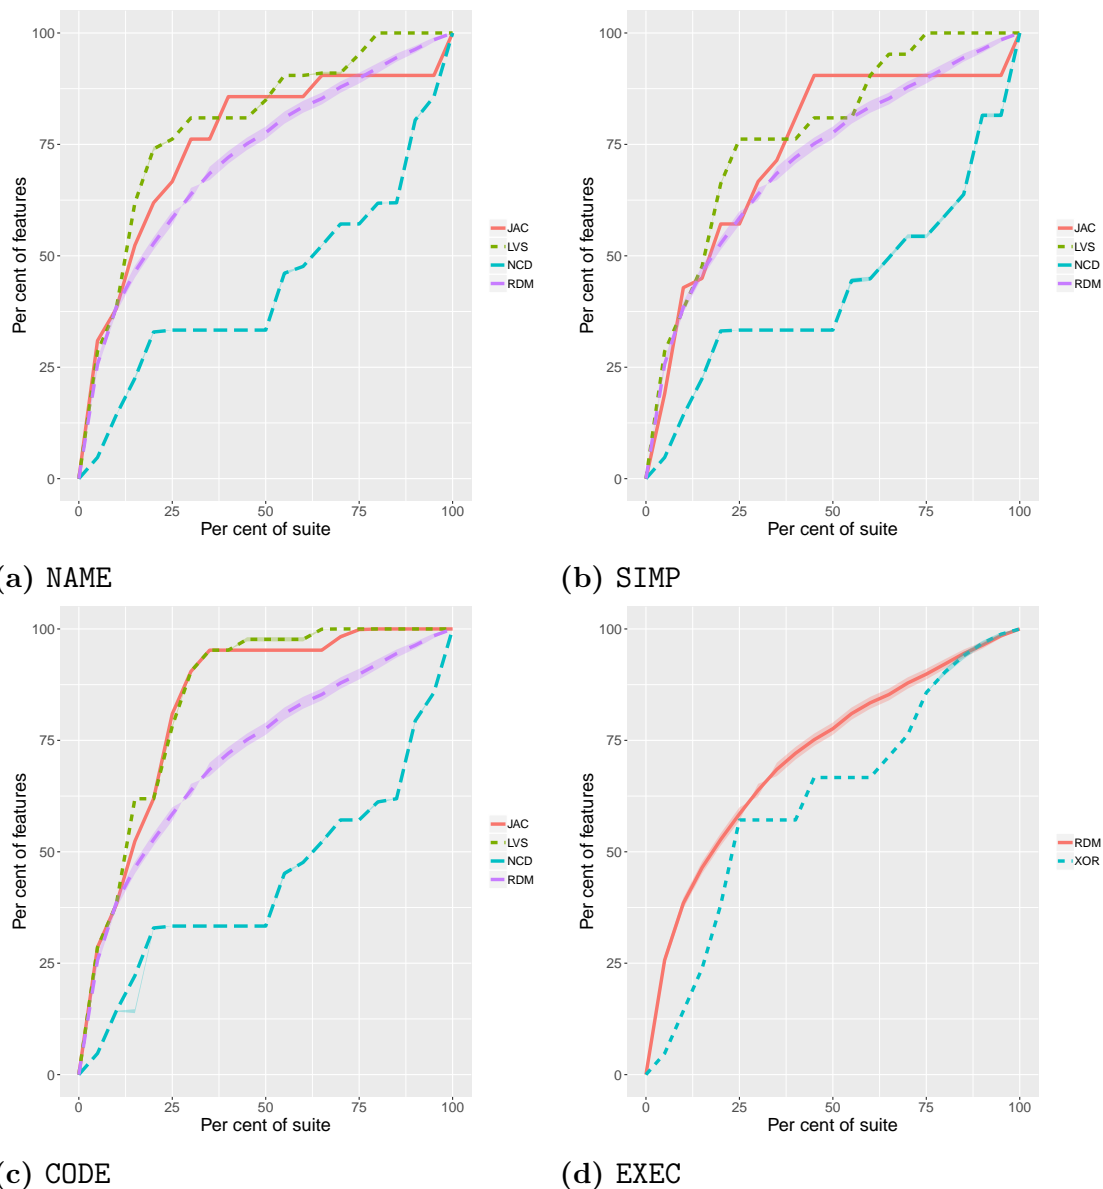 100
75
50
25
0
Per cent of features
0 25 50 75 100
Per cent of suite
JAC
LVS
NCD
RDM
(a) NAME
100
75
50
25
0
Per cent of features
0 25 50 75 100
Per cent of suite
JAC
LVS
NCD
RDM
(b) SIMP
100
75
50
25
0
Per cent of features
0 25 50 75 100
Per cent of suite
JAC
LVS
NCD
RDM
(c) CODE
100
75
50
25
0
Per cent of features
0 25 50 75 100
Per cent of suite
RDM
XOR
(d) EXEC